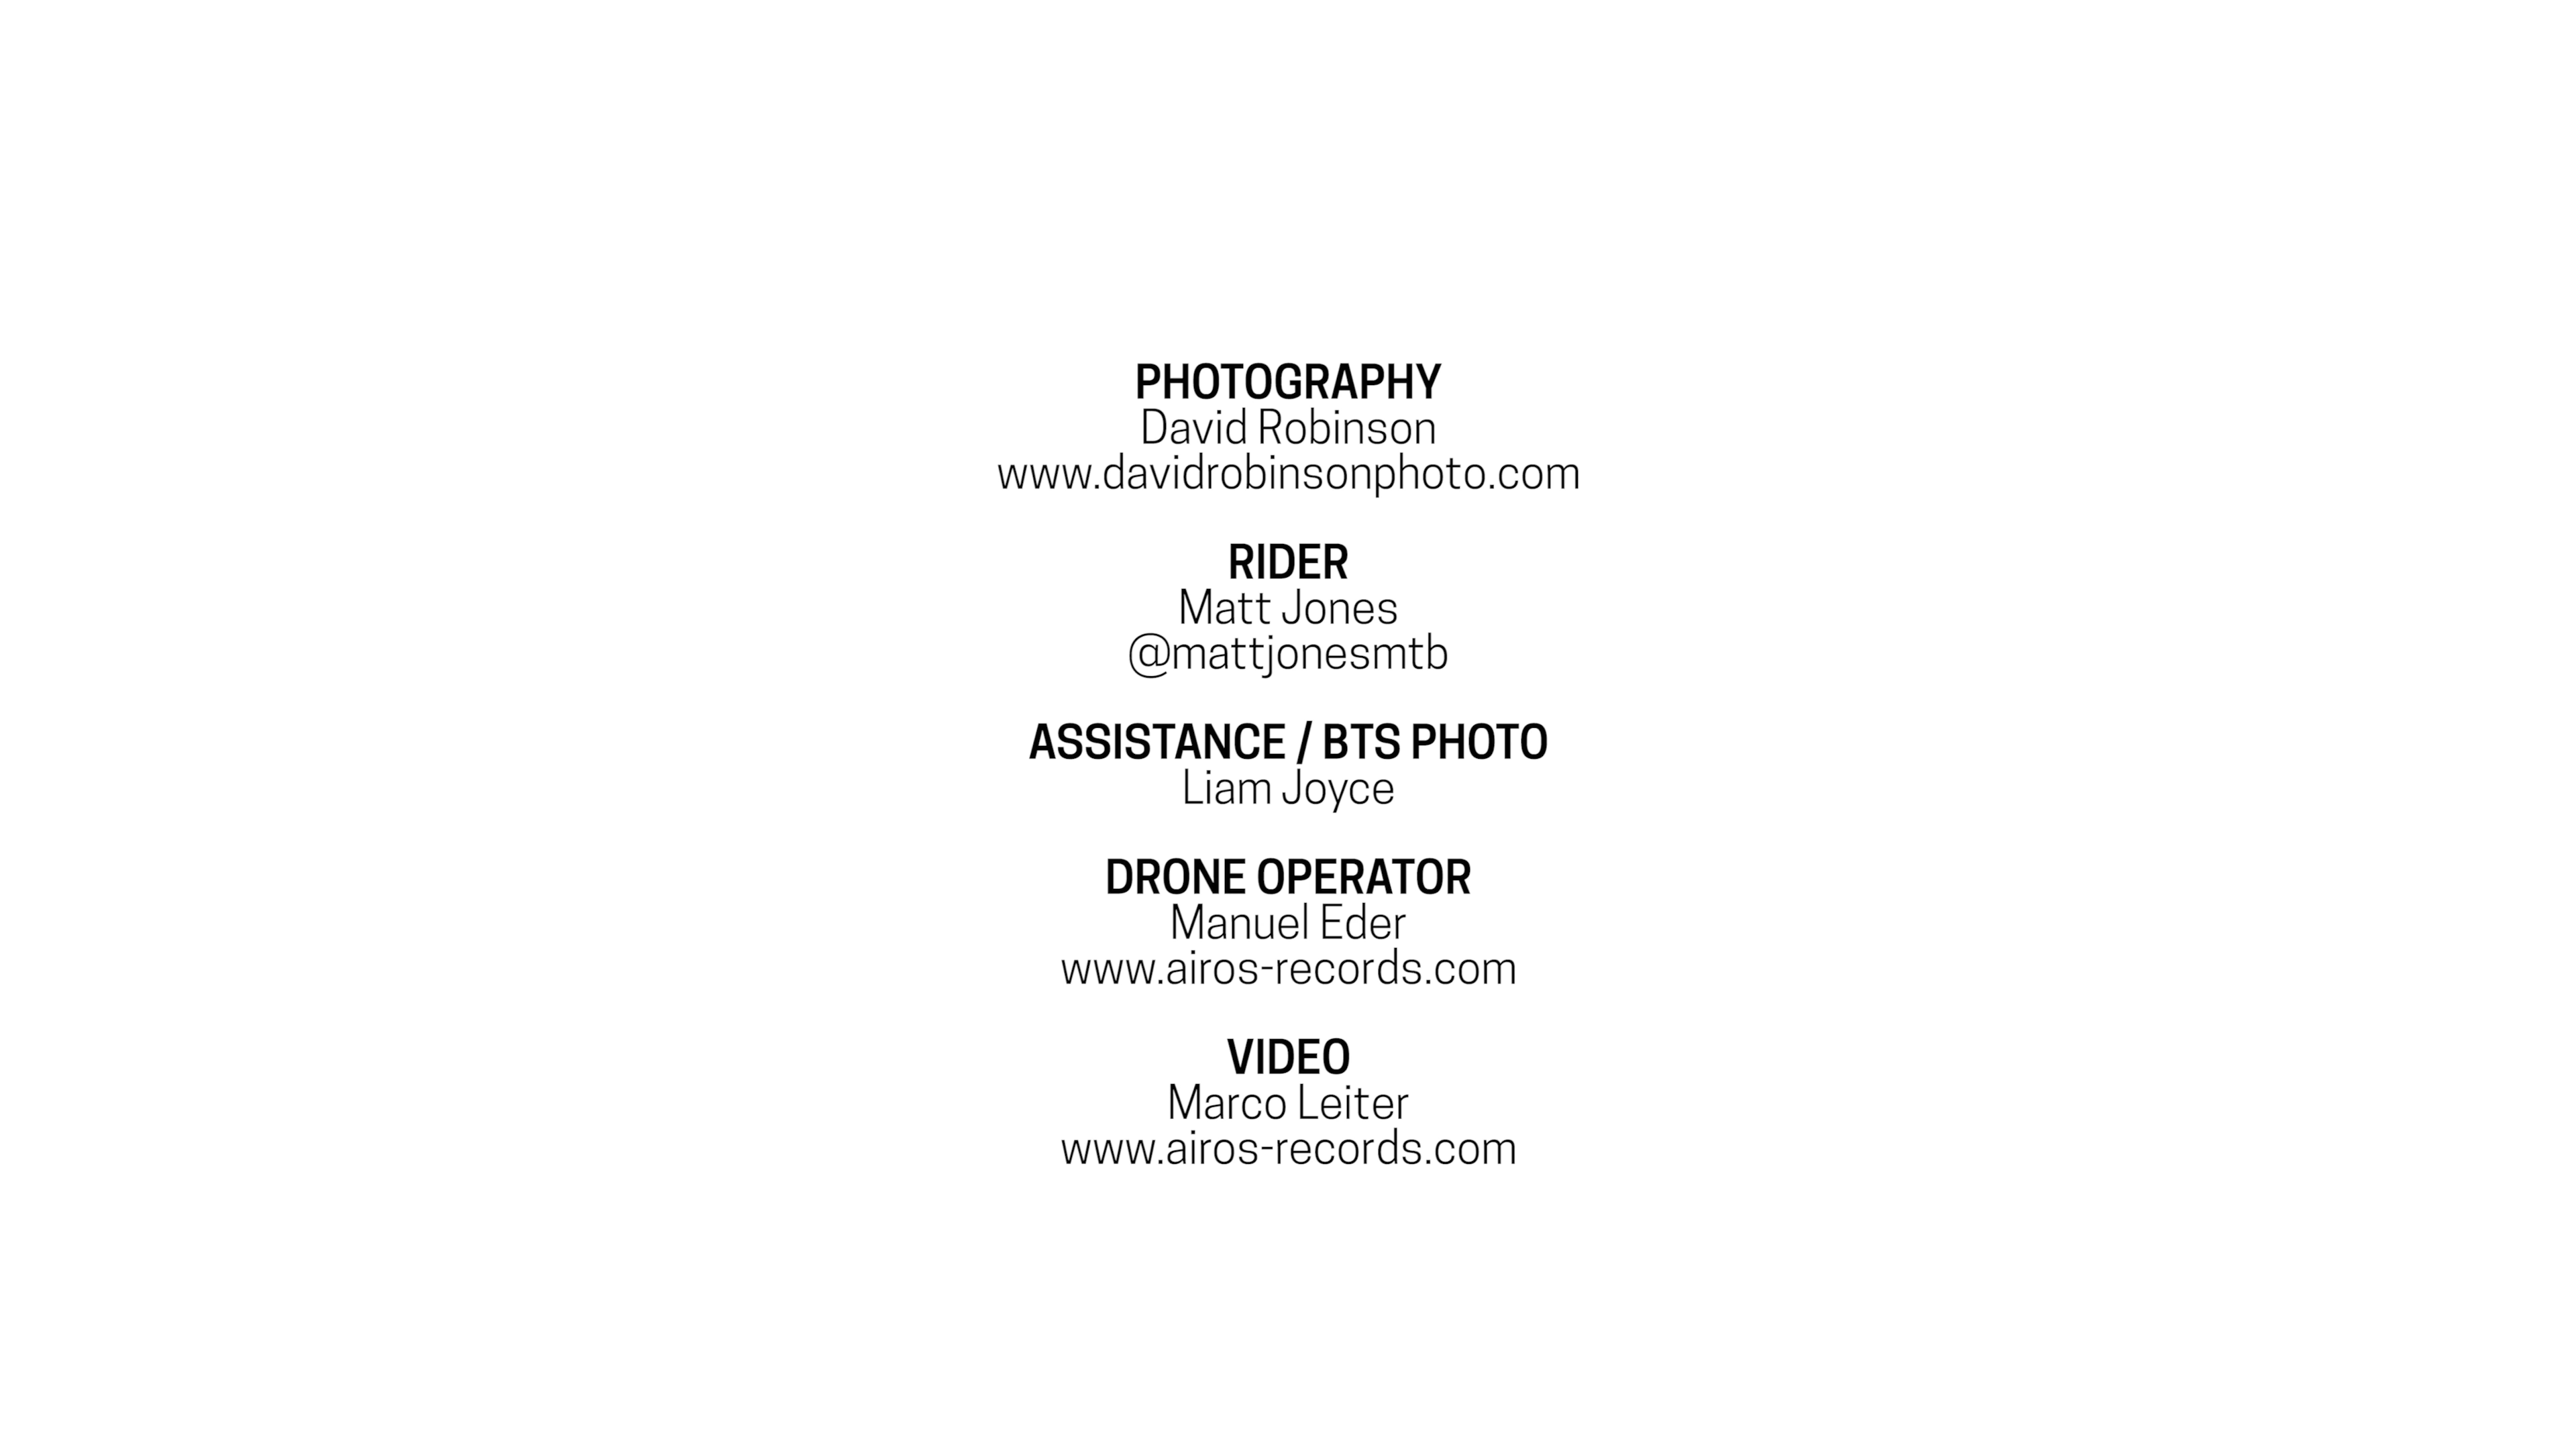 PHOTOGRAPHY
David Robinson
www.davidrobinsonphoto.com
RIDER
Matt Jones
@mattjonesmtb
ASSISTANCE / BTS PHOTO
Liam Joyce
DRONE OPERATOR
Manuel Eder
www.airos-records.com
VIDEO
Marco Leiter
www.airos-records.com